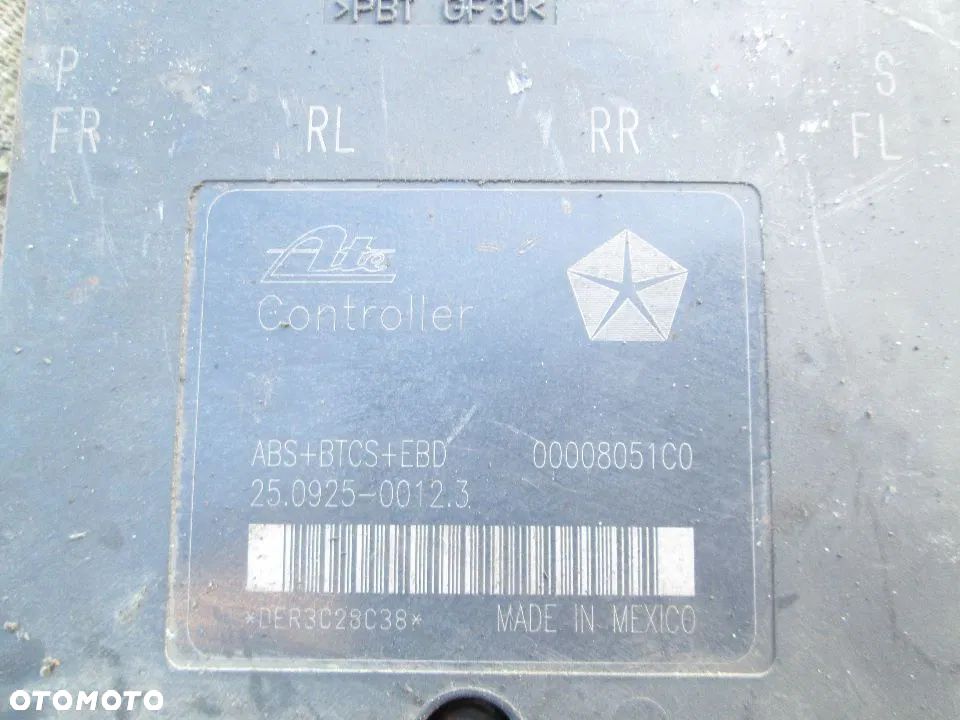 >PBT GF30<
P S
FR RL RR FL
Ate
Controller
ABS+BTCS+EBD 00008051C0
25.0925-0012.3
*DER3C28C38* MADE IN MEXICO
OTOMOTO